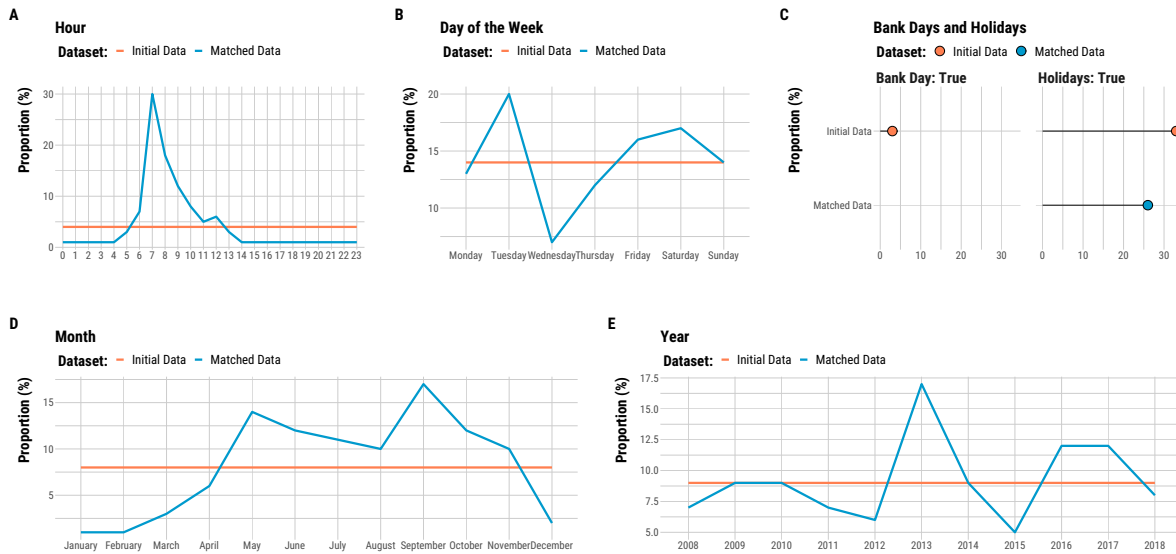 A
Hour
Dataset: Initial Data Matched Data
Proportion (%)
30
20
10
0
0 1 2 3 4 5 6 7 8 9 10 11 12 13 14 15 16 17 18 19 20 21 22 23
B
Day of the Week
Dataset: Initial Data Matched Data
Proportion (%)
20
15
10
Monday Tuesday Wednesday Thursday Friday Saturday Sunday
C
Bank Days and Holidays
Dataset: Initial Data Matched Data
Bank Day: True Holidays: True
Proportion (%)
Initial Data
Matched Data
0 10 20 30 0 10 20 30
D
Month
Dataset: Initial Data Matched Data
Proportion (%)
15
10
5
January February March April May June July August September October November December
E
Year
Dataset: Initial Data Matched Data
Proportion (%)
17.5
15.0
12.5
10.0
7.5
5.0
2008 2009 2010 2011 2012 2013 2014 2015 2016 2017 2018